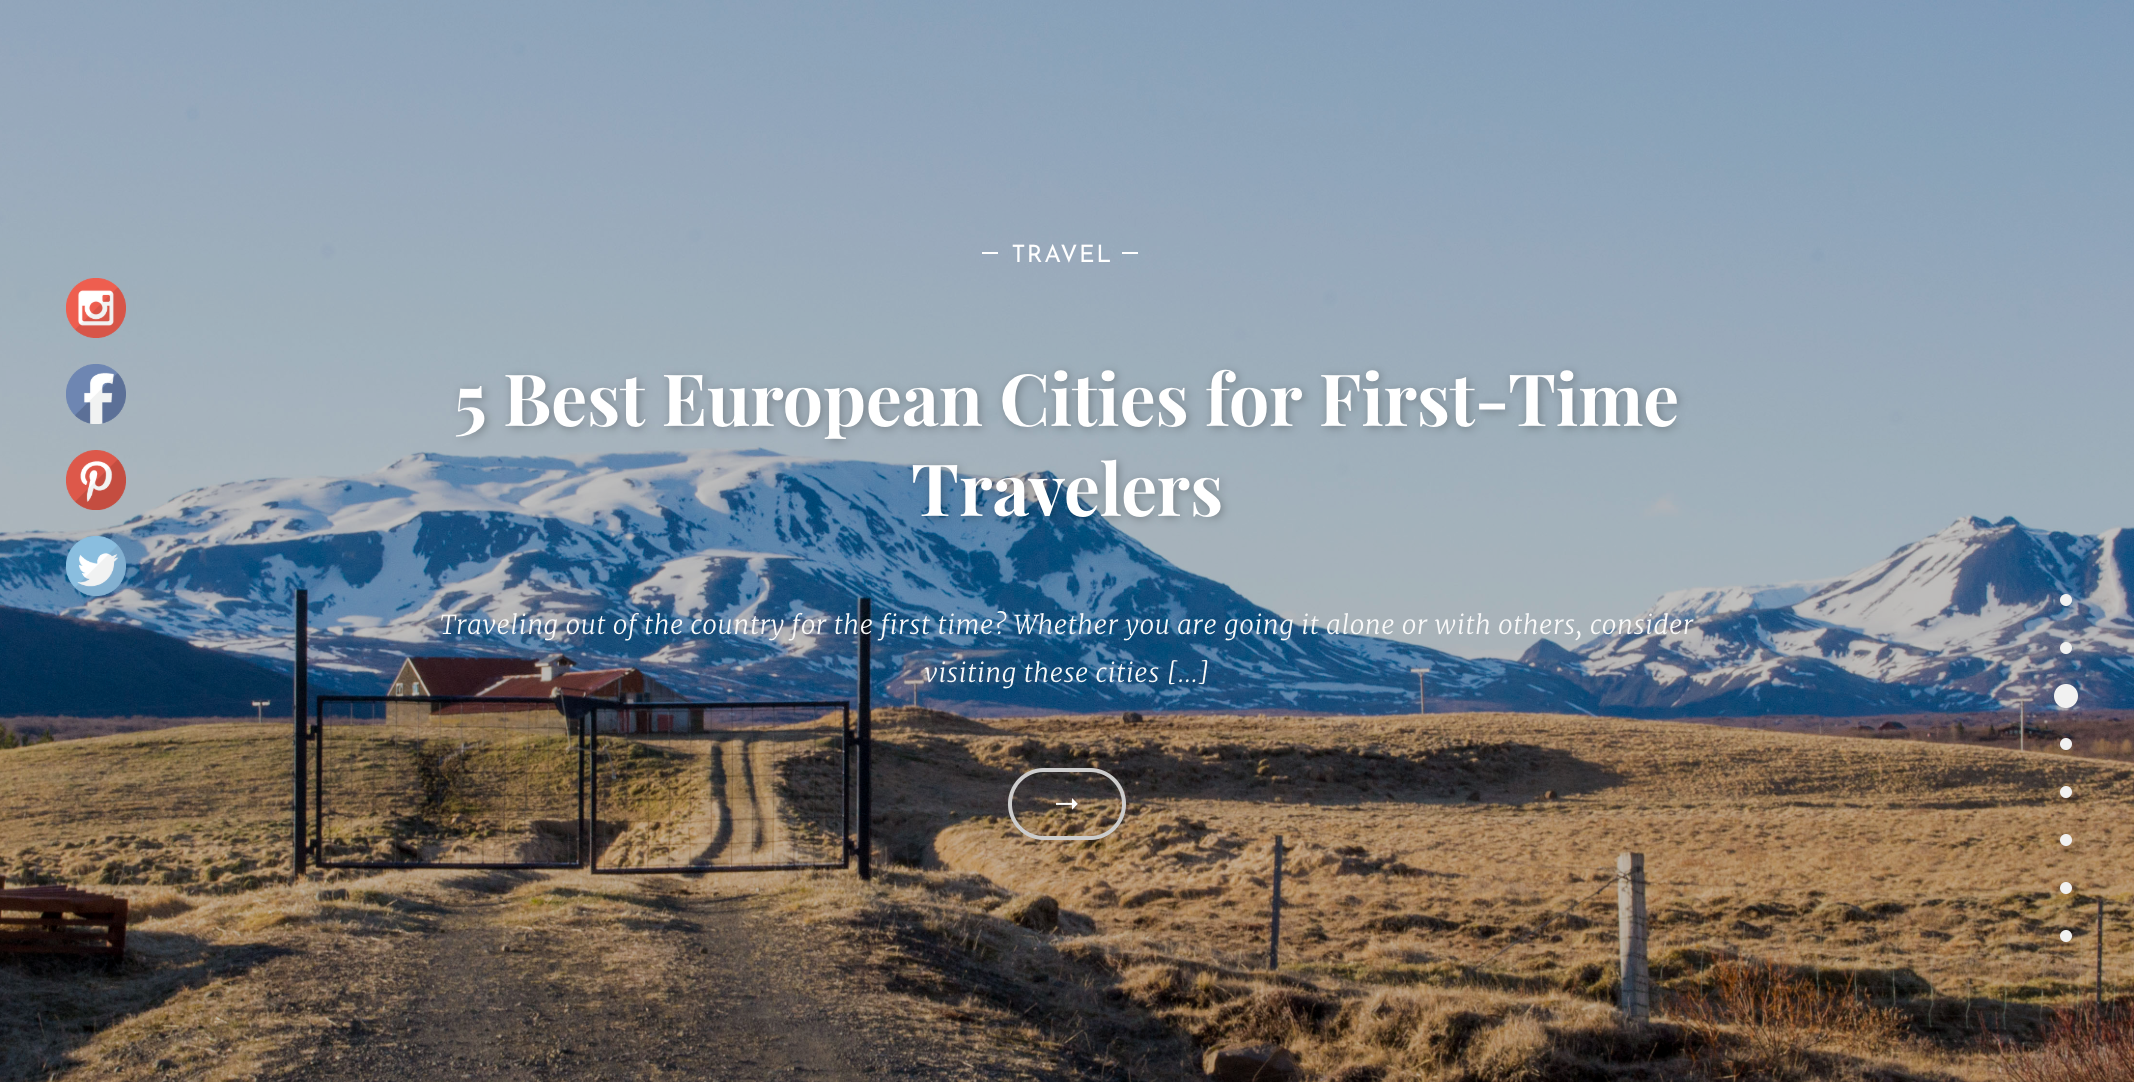 — TRAVEL —
5 Best European Cities for First-Time
Travelers
Traveling out of the country for the first time? Whether you are going it alone or with others, consider
visiting these cities [...]